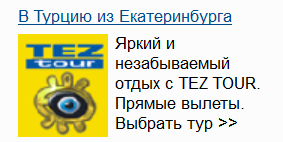 В Турцию из Екатеринбурга
TEZ
tour
Яркий и
незабываемый
отдых с TEZ TOUR.
Прямые вылеты.
Выбрать тур >>